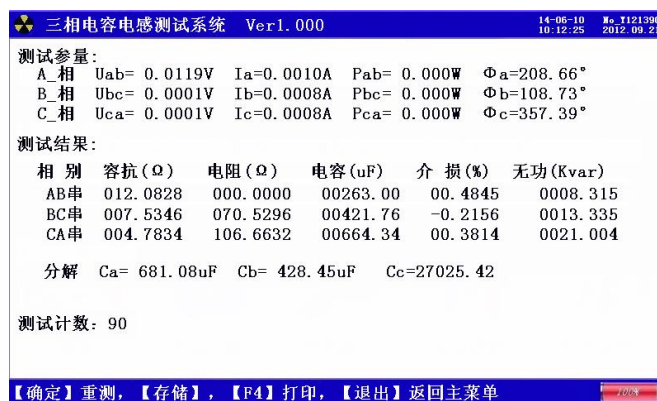 三相电容电感测试系统 Ver1.000 14-06-10 10:12:25 No_T121390 2012.09.21
测试参量:
A_相 Uab= 0.0119V Ia=0.0010A Pab= 0.000W Φa=208.66°
B_相 Ubc= 0.0001V Ib=0.0008A Pbc= 0.000W Φb=108.73°
C_相 Uca= 0.0001V Ic=0.0008A Pca= 0.000W Φc=357.39°
测试结果:
相 别 容抗(Ω) 电阻(Ω) 电容(uF) 介 损(%) 无功(Kvar)
AB串 012.0828 000.0000 00263.00 00.4845 0008.315
BC串 007.5346 070.5296 00421.76 -0.2156 0013.335
CA串 004.7834 106.6632 00664.34 00.3814 0021.004
分解 Ca= 681.08uF Cb= 428.45uF Cc=27025.42
测试计数: 90
【确定】重测, 【存储】, 【F4】打印, 【退出】返回主菜单
100%